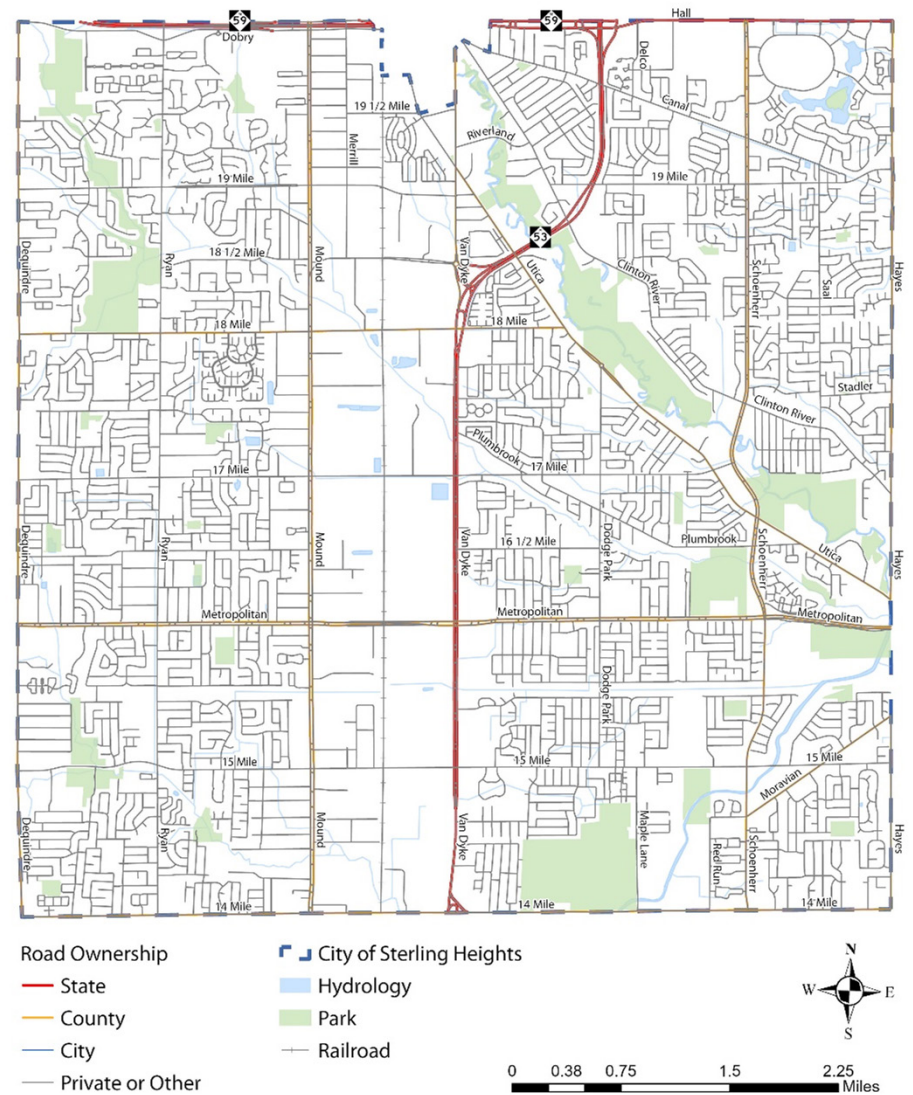 59
59
Hall
Dobry
Delco
19 1/2 Mile
Canal
Riverland
Merrill
19 Mile
19 Mile
53
Dequindre
Ryan
18 1/2 Mile
Mound
Van Dyke
Utica
Clinton River
Schoenherr
Saal
Hayes
18 Mile
18 Mile
Stadler
Clinton River
Plumbrook
17 Mile
17 Mile
Dequindre
Ryan
Mound
Van Dyke
16 1/2 Mile
Dodge Park
Plumbrook
Schoenherr
Utica
Hayes
Metropolitan
Metropolitan
Metropolitan
Dodge Park
15 Mile
15 Mile
15 Mile
Moravian
Dequindre
Ryan
Mound
Van Dyke
Maple Lane
Red Run
Schoenherr
Hayes
14 Mile
14 Mile
14 Mile
Road Ownership
State
County
City
Private or Other
City of Sterling Heights
Hydrology
Park
Railroad
N
W E
S
0 0.38 0.75 1.5 2.25
Miles